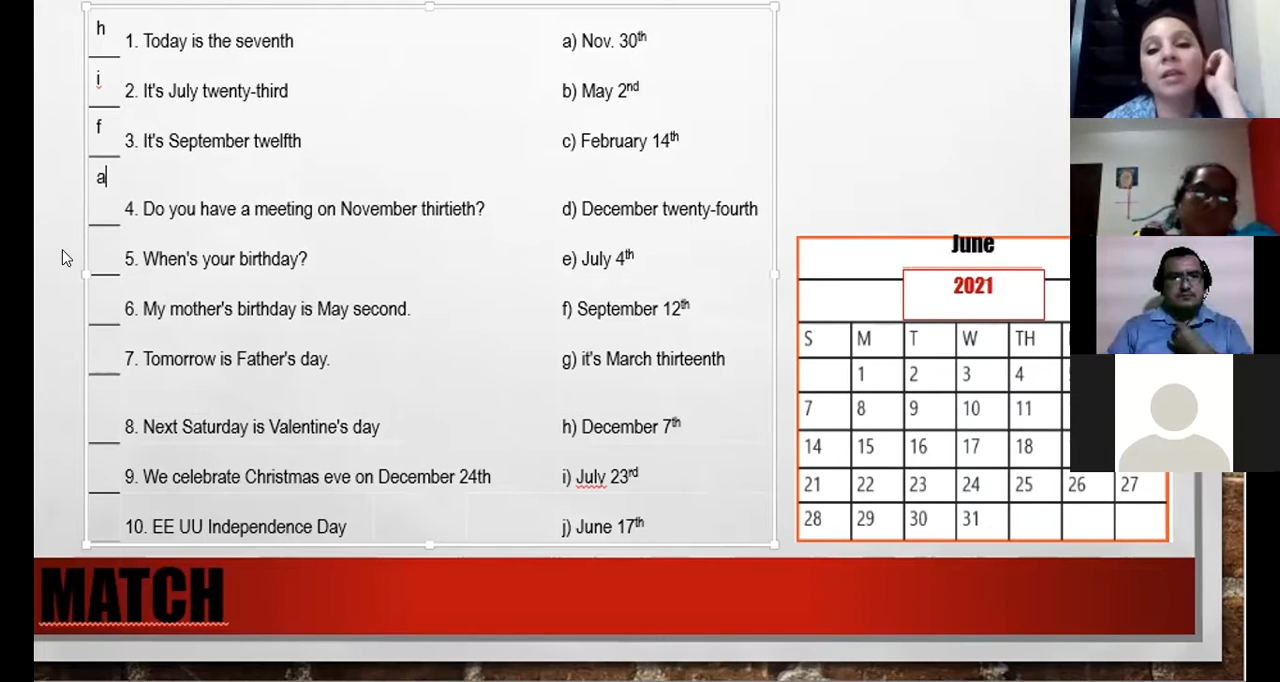 h
1. Today is the seventh a) Nov. 30th
i
2. It's July twenty-third b) May 2nd
f
3. It's September twelfth c) February 14th
a
4. Do you have a meeting on November thirtieth? d) December twenty-fourth
5. When's your birthday? e) July 4th
6. My mother's birthday is May second. f) September 12th
7. Tomorrow is Father's day. g) it's March thirteenth
8. Next Saturday is Valentine's day h) December 7th
9. We celebrate Christmas eve on December 24th i) July 23rd
10. EE UU Independence Day j) June 17th
June
2021
S M T W TH
1 2 3 4
7 8 9 10 11
14 15 16 17 18
21 22 23 24 25 26 27
28 29 30 31
MATCH